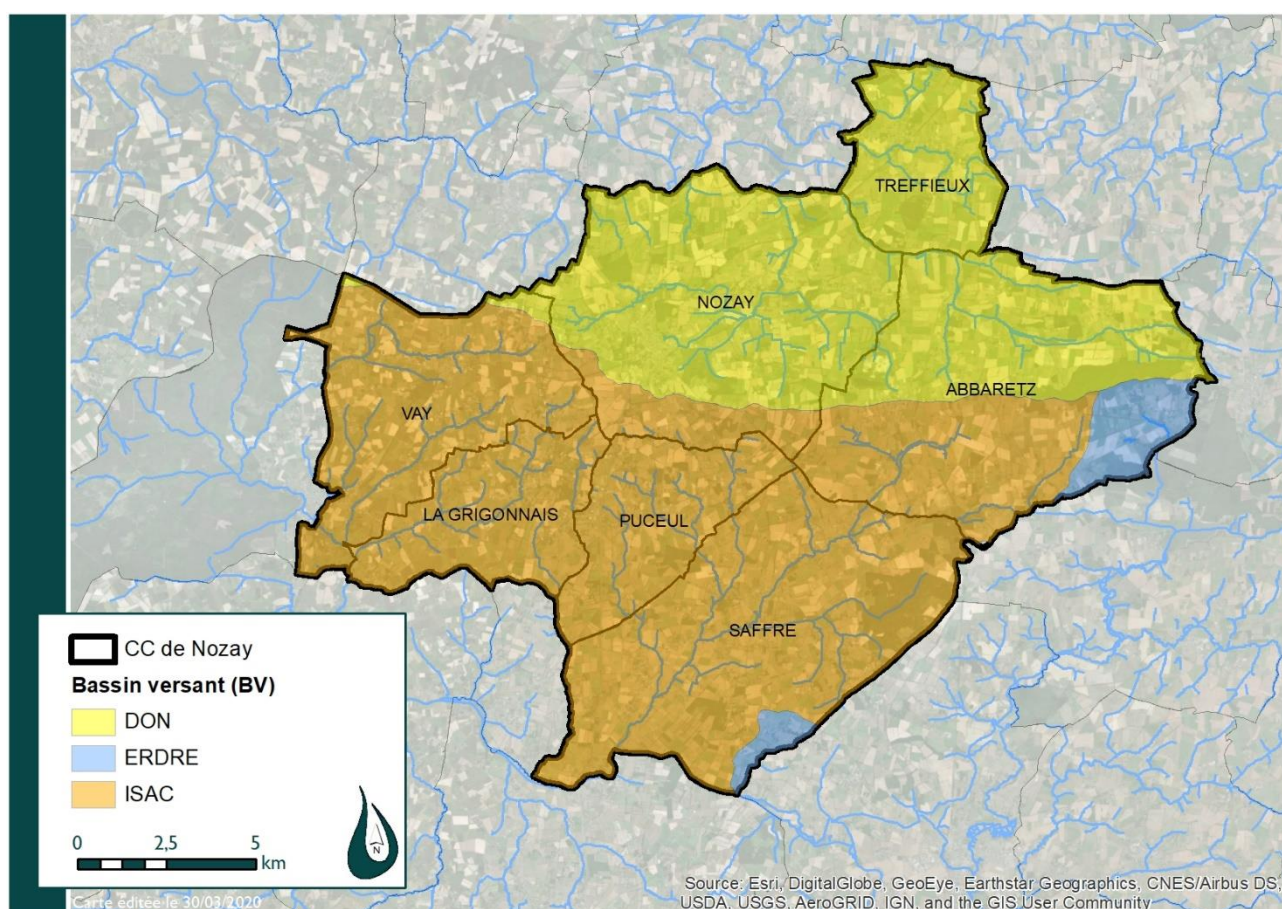 TREFFIEUX
NOZAY
ABBARETZ
VAY
LA GRIGONNAIS
PUCEUL
SAFFRE
CC de Nozay
Bassin versant (BV)
DON
ERDRE
ISAC
0 2,5 5
km
N
Carte éditée le 30/03/2020
Source: Esri, DigitalGlobe, GeoEye, Earthstar Geographics, CNES/Airbus DS,
USDA, USGS, AeroGRID, IGN, and the GIS User Community